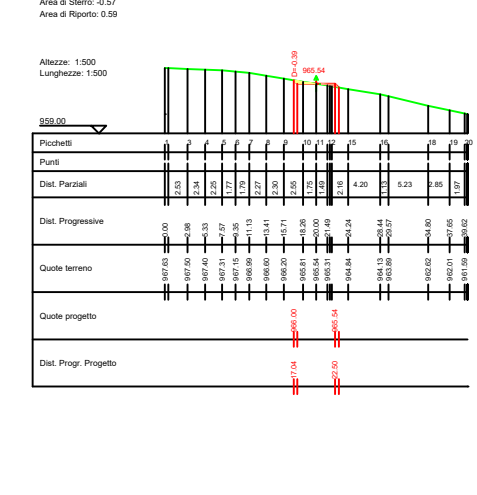 Area di Sterro: -0.57
Area di Riporto: 0.59
Altezze: 1:500
Lunghezze: 1:500
D=-0.39
965.54
959.00
Picchetti 3 4 5 6 7 8 9 10 11 12 15 16 18 19 20
Punti
Dist. Parziali 2.53 2.34 2.25 1.77 1.79 2.27 2.30 2.55 1.75 1.49 2.16 4.20 1.13 5.23 2.85 1.97
Dist. Progressive 0.00 2.98 5.33 7.57 9.35 11.13 13.41 15.71 18.26 20.00 21.49 24.24 28.44 29.57 34.80 37.65 39.62
Quote terreno 967.63 967.50 967.40 967.31 967.15 966.99 966.60 966.20 965.81 965.54 965.31 964.84 964.13 963.89 962.62 962.01 961.59
Quote progetto 966.00 965.54
Dist. Progr. Progetto 17.04 22.50